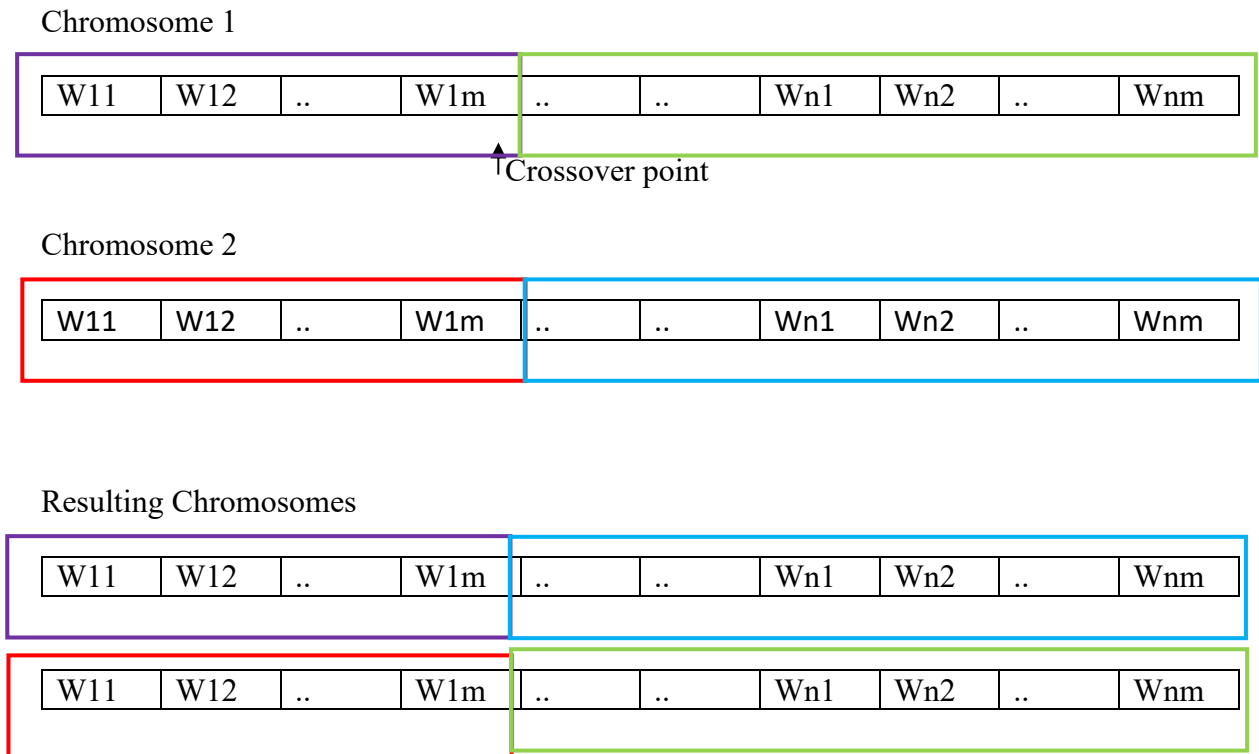 Chromosome 1
W11 W12 .. W1m .. .. Wn1 Wn2 .. Wnm
Crossover point
Chromosome 2
W11 W12 .. W1m .. .. Wn1 Wn2 .. Wnm
Resulting Chromosomes
W11 W12 .. W1m .. .. Wn1 Wn2 .. Wnm
W11 W12 .. W1m .. .. Wn1 Wn2 .. Wnm